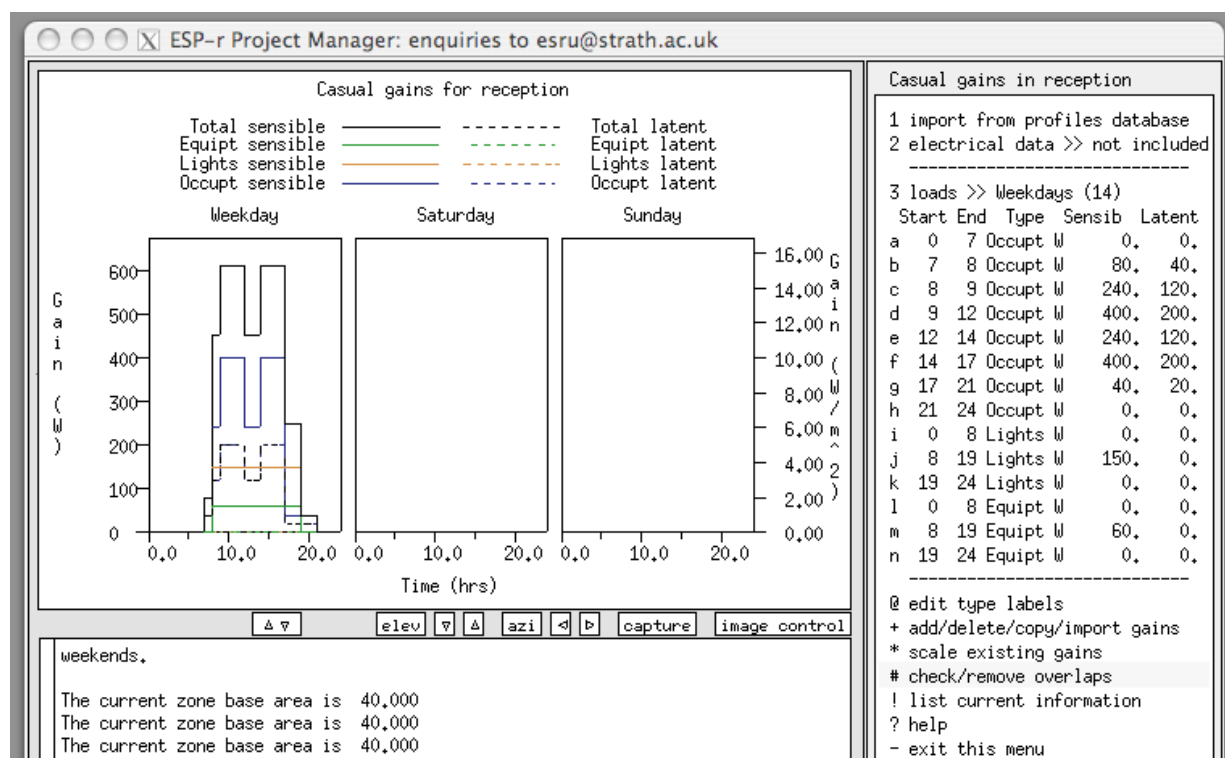 X ESP-r Project Manager: enquiries to esru@strath.ac.uk
Casual gains for reception
Total sensible Total latent
Equipt sensible Equipt latent
Lights sensible Lights latent
Occupt sensible Occupt latent
Weekday Saturday Sunday
Gain (W)
600
500
400
300
200
100
0
16.00
14.00
12.00
10.00
8.00
6.00
4.00
2.00
0.00
Gain (W/m^2)
0.0 10.0 20.0 0.0 10.0 20.0 0.0 10.0 20.0
Time (hrs)
elev azi capture image control
weekends.
The current zone base area is 40.000
The current zone base area is 40.000
The current zone base area is 40.000
Casual gains in reception
1 import from profiles database
2 electrical data >> not included
------------------------------
3 loads >> Weekdays (14)
Start End Type Sensib Latent
a 0 7 Occupt W 0. 0.
b 7 8 Occupt W 80. 40.
c 8 9 Occupt W 240. 120.
d 9 12 Occupt W 400. 200.
e 12 14 Occupt W 240. 120.
f 14 17 Occupt W 400. 200.
g 17 21 Occupt W 40. 20.
h 21 24 Occupt W 0. 0.
i 0 8 Lights W 0. 0.
j 8 19 Lights W 150. 0.
k 19 24 Lights W 0. 0.
l 0 8 Equipt W 0. 0.
m 8 19 Equipt W 60. 0.
n 19 24 Equipt W 0. 0.
------------------------------
@ edit type labels
+ add/delete/copy/import gains
* scale existing gains
# check/remove overlaps
! list current information
? help
- exit this menu